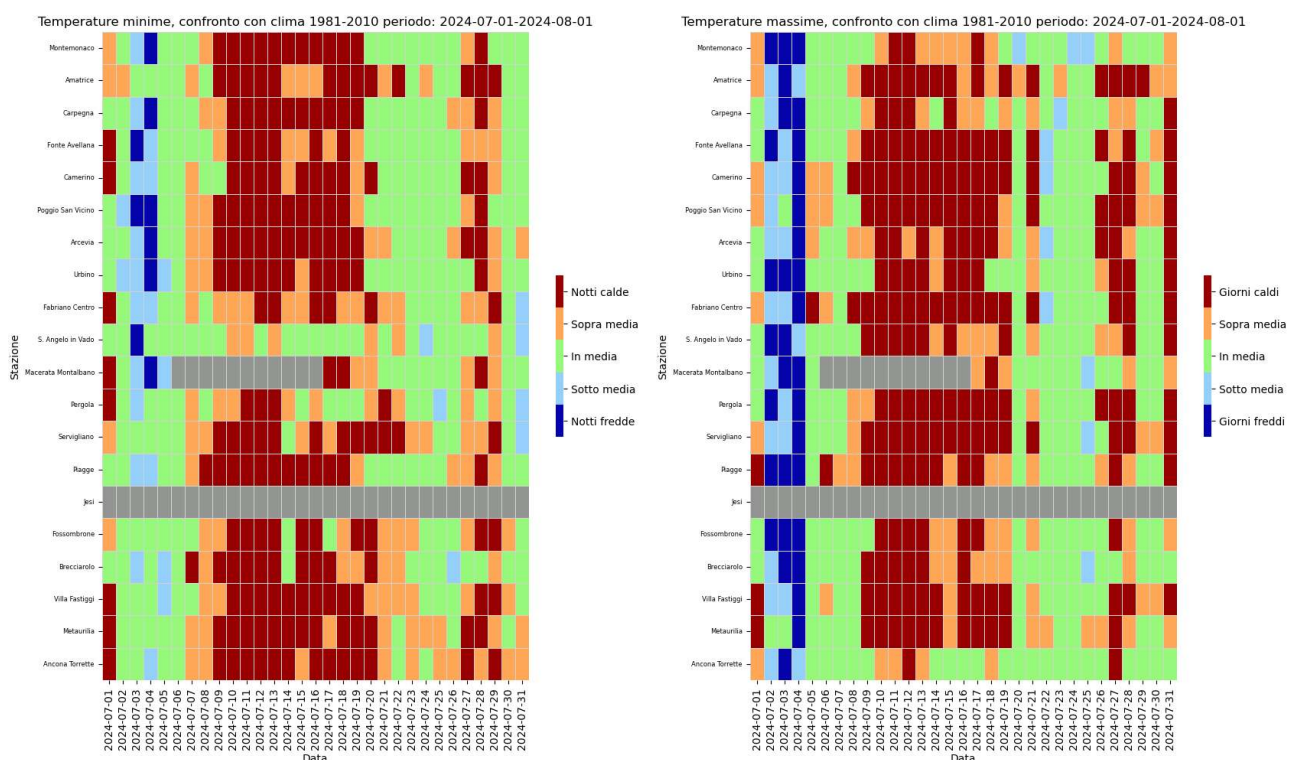 Temperature minime, confronto con clima 1981-2010 periodo: 2024-07-01-2024-08-01
Stazione
Montemonaco
Amatrice
Carpegna
Fonte Avellana
Camerino
Poggio San Vicino
Arcevia
Urbino
Fabriano Centro
S. Angelo in Vado
Macerata Montalbano
Pergola
Servigliano
Piagge
Jesi
Fossombrone
Brecciarolo
Villa Fastiggi
Metaurilia
Ancona Torrette
2024-07-01
2024-07-02
2024-07-03
2024-07-04
2024-07-05
2024-07-06
2024-07-07
2024-07-08
2024-07-09
2024-07-10
2024-07-11
2024-07-12
2024-07-13
2024-07-14
2024-07-15
2024-07-16
2024-07-17
2024-07-18
2024-07-19
2024-07-20
2024-07-21
2024-07-22
2024-07-23
2024-07-24
2024-07-25
2024-07-26
2024-07-27
2024-07-28
2024-07-29
2024-07-30
2024-07-31
Data
Notti calde
Sopra media
In media
Sotto media
Notti fredde
Temperature massime, confronto con clima 1981-2010 periodo: 2024-07-01-2024-08-01
Stazione
Montemonaco
Amatrice
Carpegna
Fonte Avellana
Camerino
Poggio San Vicino
Arcevia
Urbino
Fabriano Centro
S. Angelo in Vado
Macerata Montalbano
Pergola
Servigliano
Piagge
Jesi
Fossombrone
Brecciarolo
Villa Fastiggi
Metaurilia
Ancona Torrette
2024-07-01
2024-07-02
2024-07-03
2024-07-04
2024-07-05
2024-07-06
2024-07-07
2024-07-08
2024-07-09
2024-07-10
2024-07-11
2024-07-12
2024-07-13
2024-07-14
2024-07-15
2024-07-16
2024-07-17
2024-07-18
2024-07-19
2024-07-20
2024-07-21
2024-07-22
2024-07-23
2024-07-24
2024-07-25
2024-07-26
2024-07-27
2024-07-28
2024-07-29
2024-07-30
2024-07-31
Data
Giorni caldi
Sopra media
In media
Sotto media
Giorni freddi